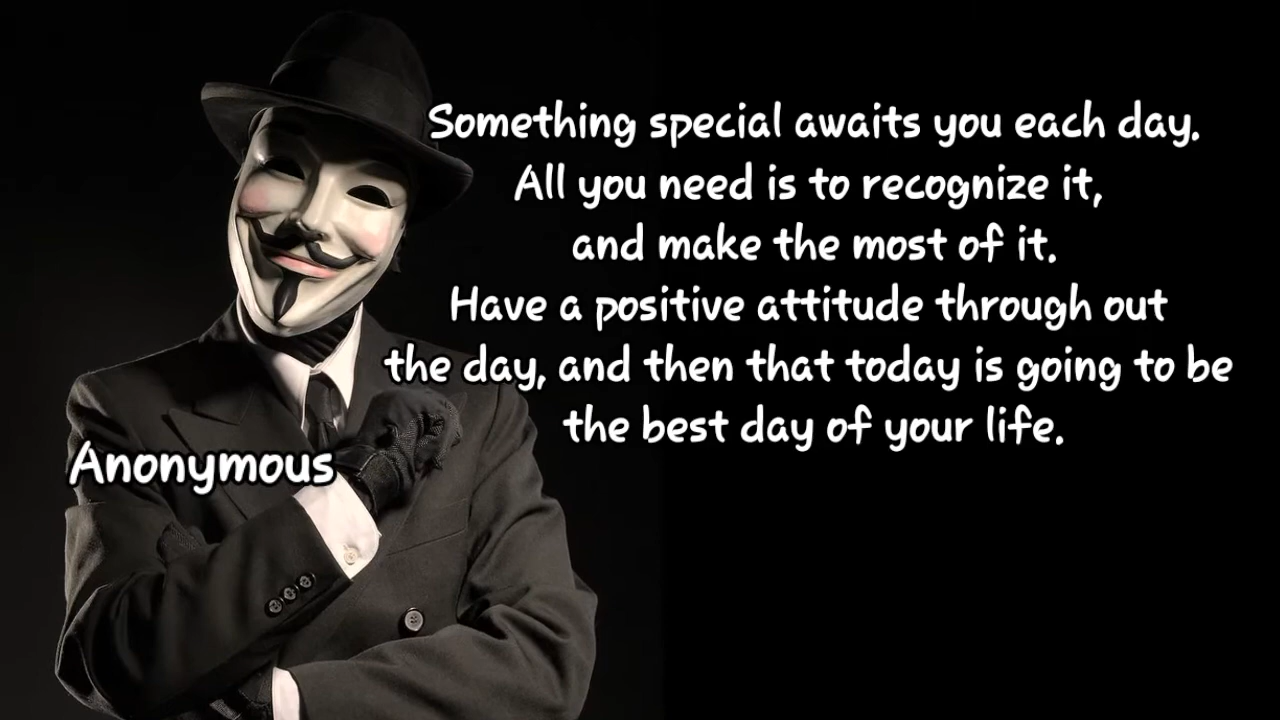 Something special awaits you each day.
All you need is to recognize it,
and make the most of it.
Have a positive attitude through out
the day, and then that today is going to be
the best day of your life.
Anonymous